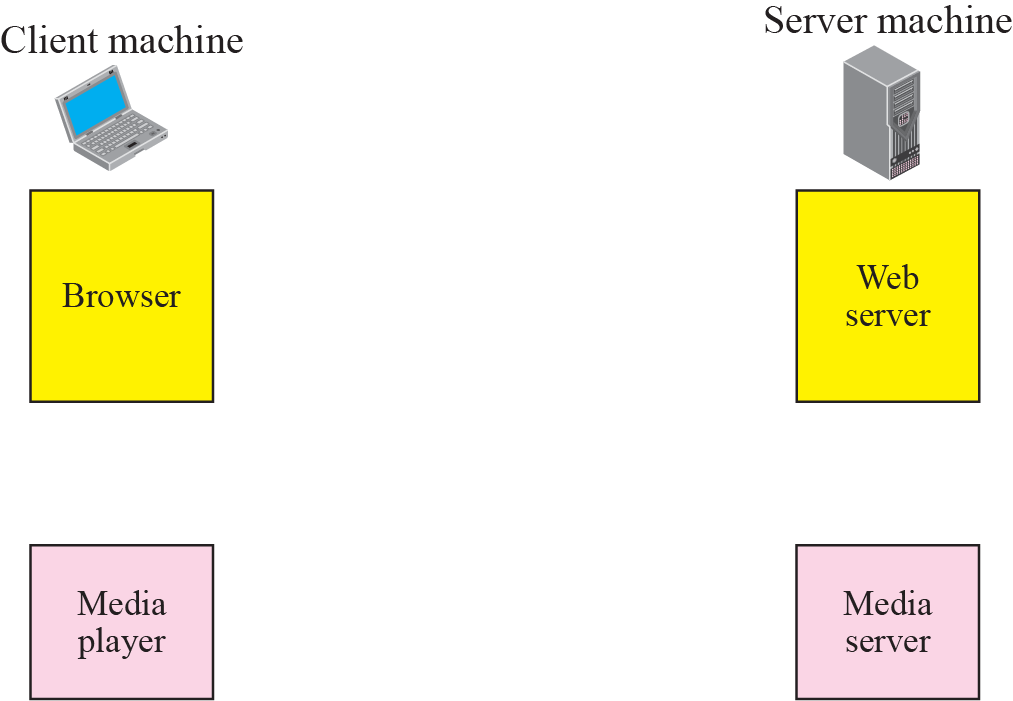 Client machine
Server machine
Browser
Web
server
Media
player
Media
server